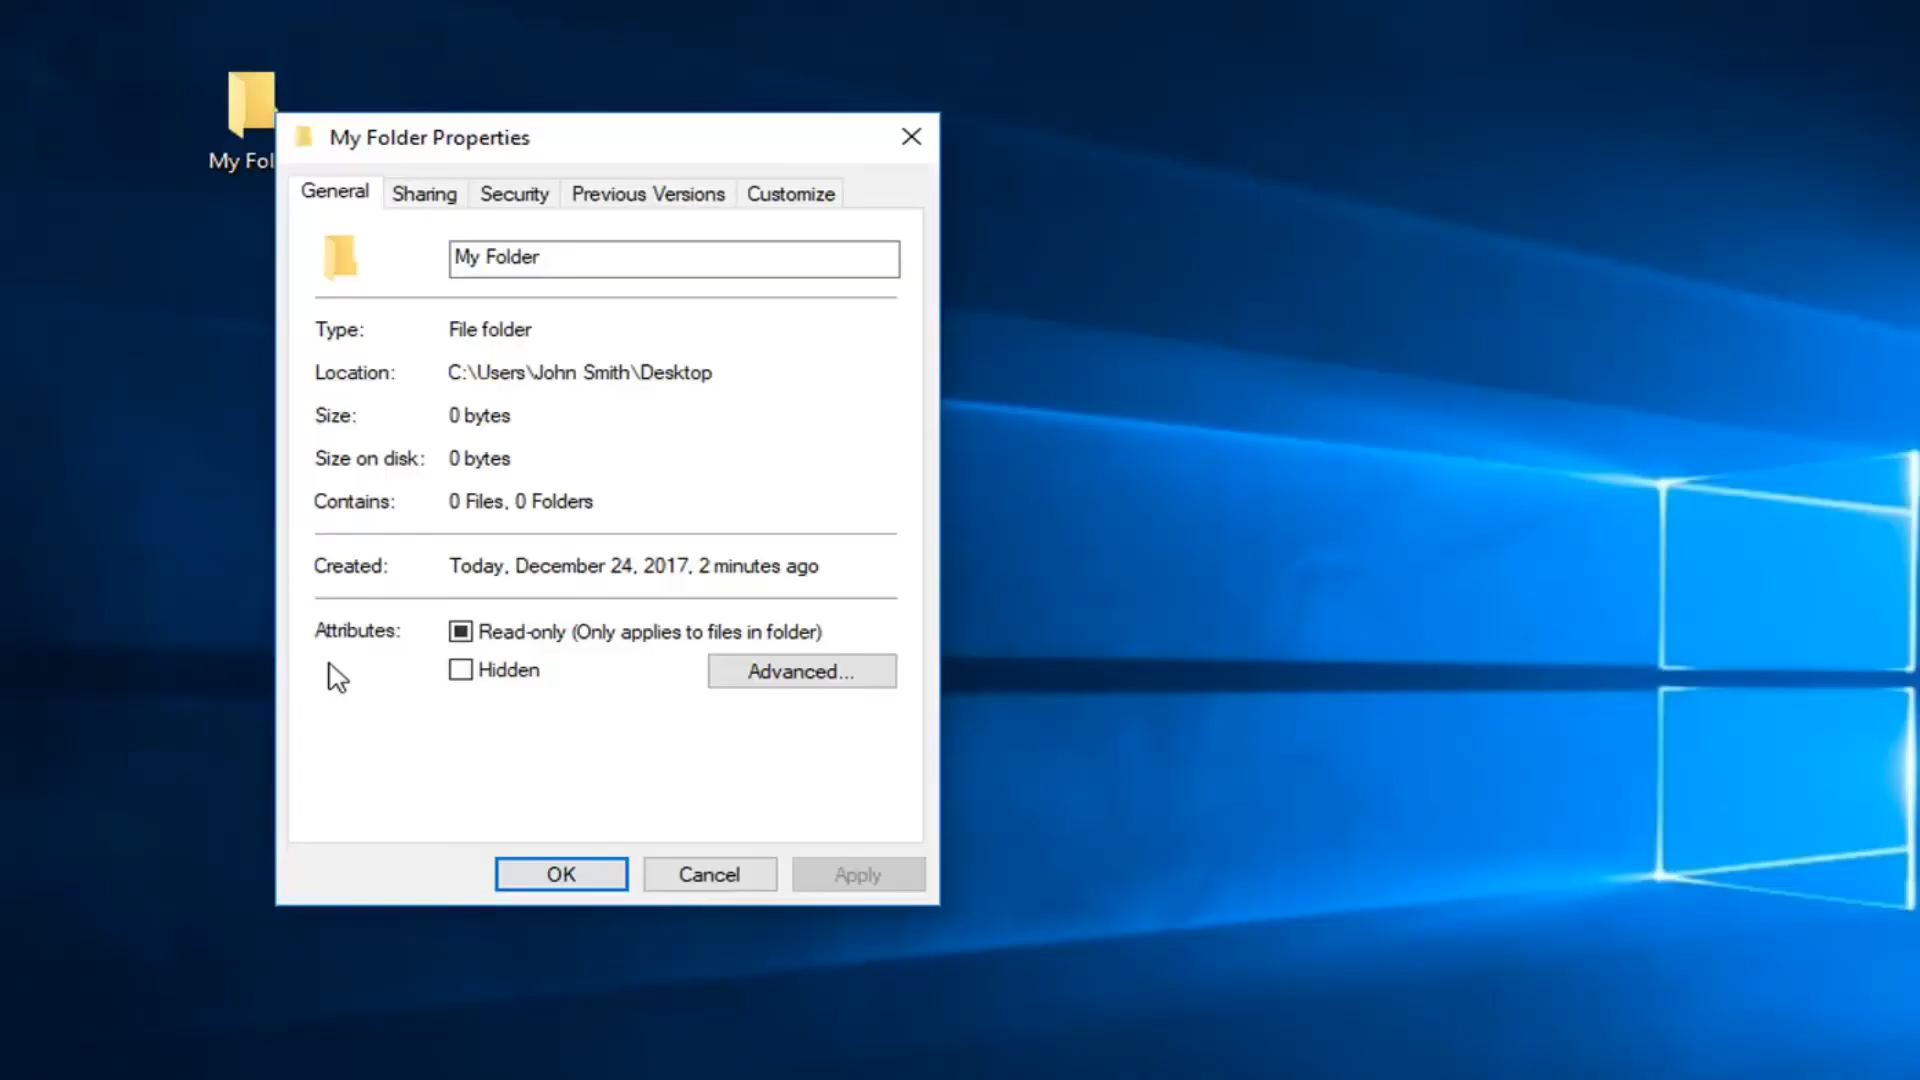 My Fol
My Folder Properties
General Sharing Security Previous Versions Customize
My Folder
Type: File folder
Location: C:\Users\John Smith\Desktop
Size: 0 bytes
Size on disk: 0 bytes
Contains: 0 Files, 0 Folders
Created: Today, December 24, 2017, 2 minutes ago
Attributes: Read-only (Only applies to files in folder)
Hidden Advanced...
OK Cancel Apply